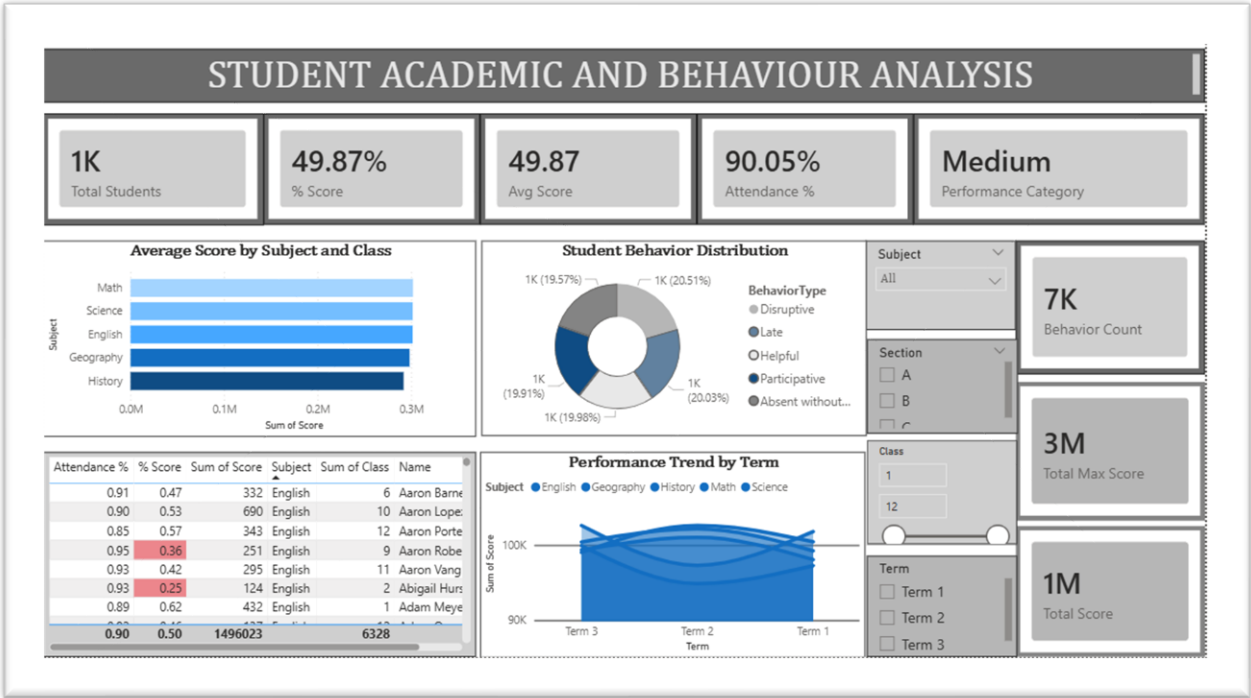 STUDENT ACADEMIC AND BEHAVIOUR ANALYSIS
1K
Total Students
49.87%
% Score
49.87
Avg Score
90.05%
Attendance %
Medium
Performance Category
Average Score by Subject and Class
Subject
Math
Science
English
Geography
History
0.0M 0.1M 0.2M 0.3M
Sum of Score
Student Behavior Distribution
1K (19.57%)
1K (20.51%)
1K
(19.91%)
1K
(20.03%)
1K (19.98%)
BehaviorType
Disruptive
Late
Helpful
Participative
Absent without...
Subject
All
Section
A
B
7K
Behavior Count
Attendance % % Score Sum of Score Subject Sum of Class Name
0.91 0.47 332 English 6 Aaron Barne
0.90 0.53 690 English 10 Aaron Lope
0.85 0.57 343 English 12 Aaron Porte
0.95 0.36 251 English 9 Aaron Robe
0.93 0.42 295 English 11 Aaron Vang
0.93 0.25 124 English 2 Abigail Hurs
0.89 0.62 432 English 1 Adam Meye
0.90 0.50 1496023 6328
Performance Trend by Term
Subject English Geography History Math Science
Sum of Score
100K
90K
Term 3 Term 2 Term 1
Term
Class
1
12
Term
Term 1
Term 2
Term 3
3M
Total Max Score
1M
Total Score